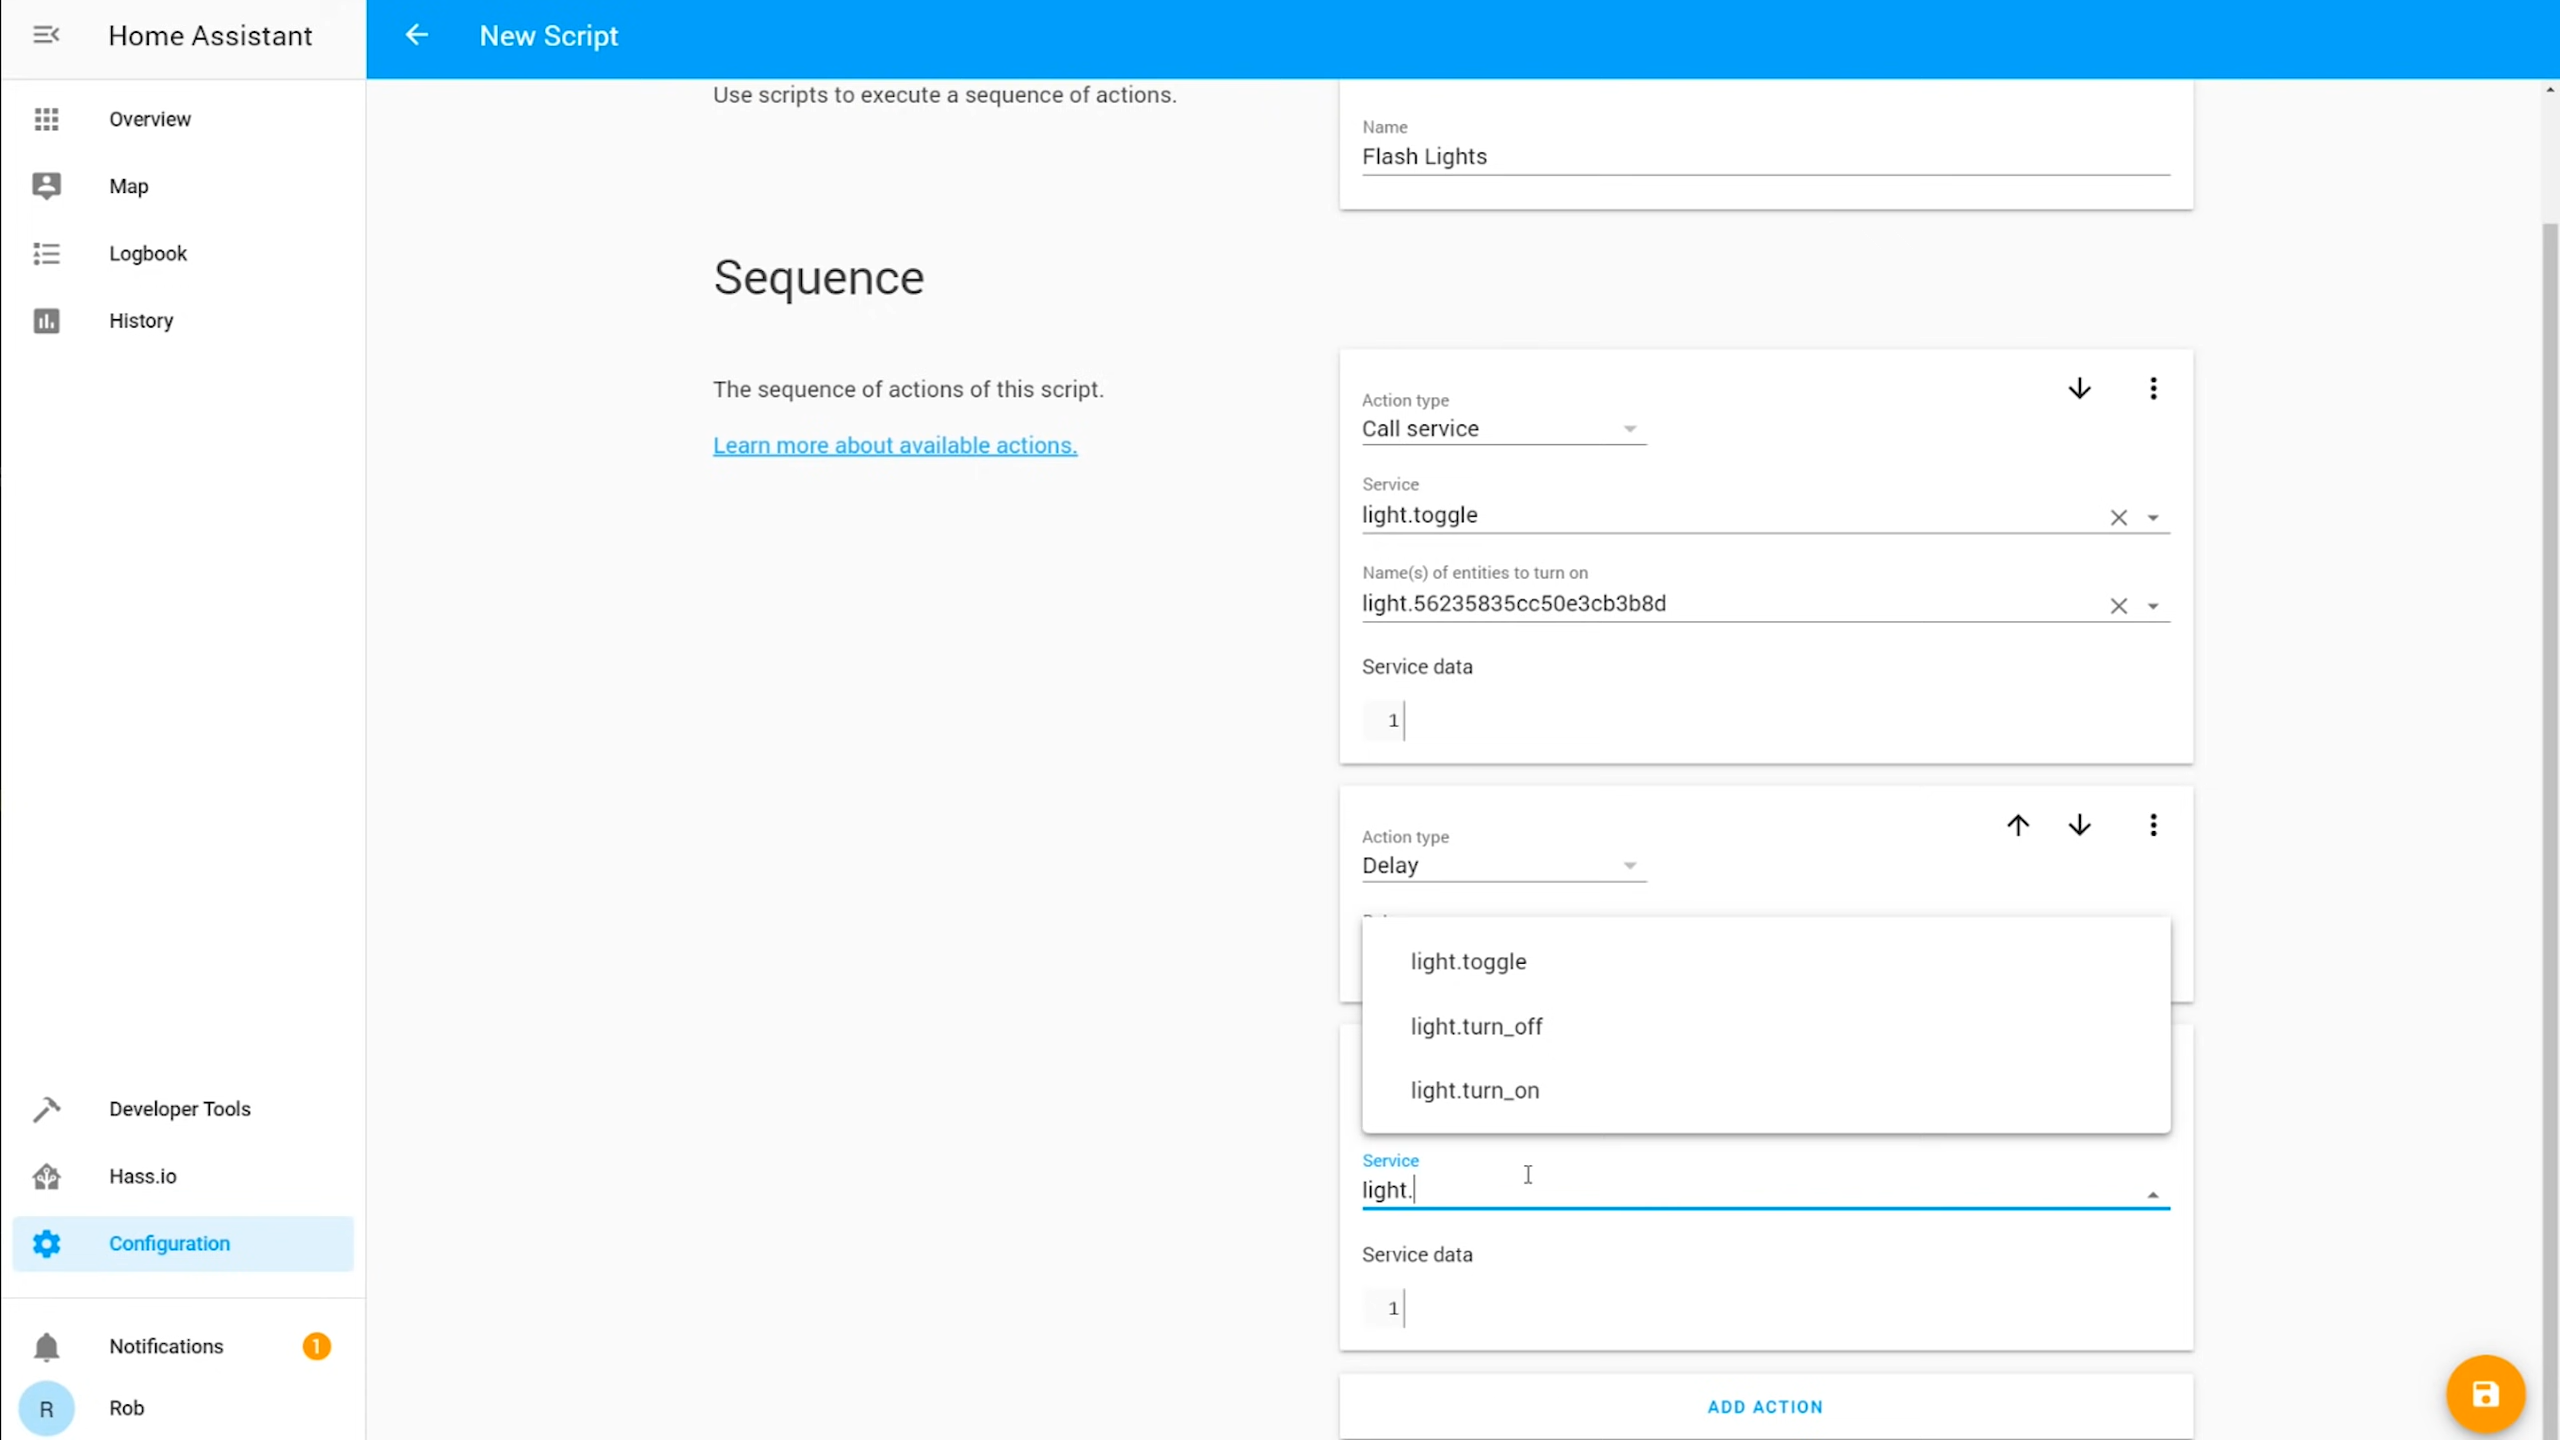 Home Assistant
New Script
Overview
Map
Logbook
History
Developer Tools
Hass.io
Configuration
Notifications
1
R
Rob
Use scripts to execute a sequence of actions.
Name
Flash Lights
Sequence
The sequence of actions of this script.
Learn more about available actions.
Action type
Call service
Service
light.toggle
Name(s) of entities to turn on
light.56235835cc50e3cb3b8d
Service data
1
Action type
Delay
light.toggle
light.turn_off
light.turn_on
Service
light.
Service data
1
ADD ACTION